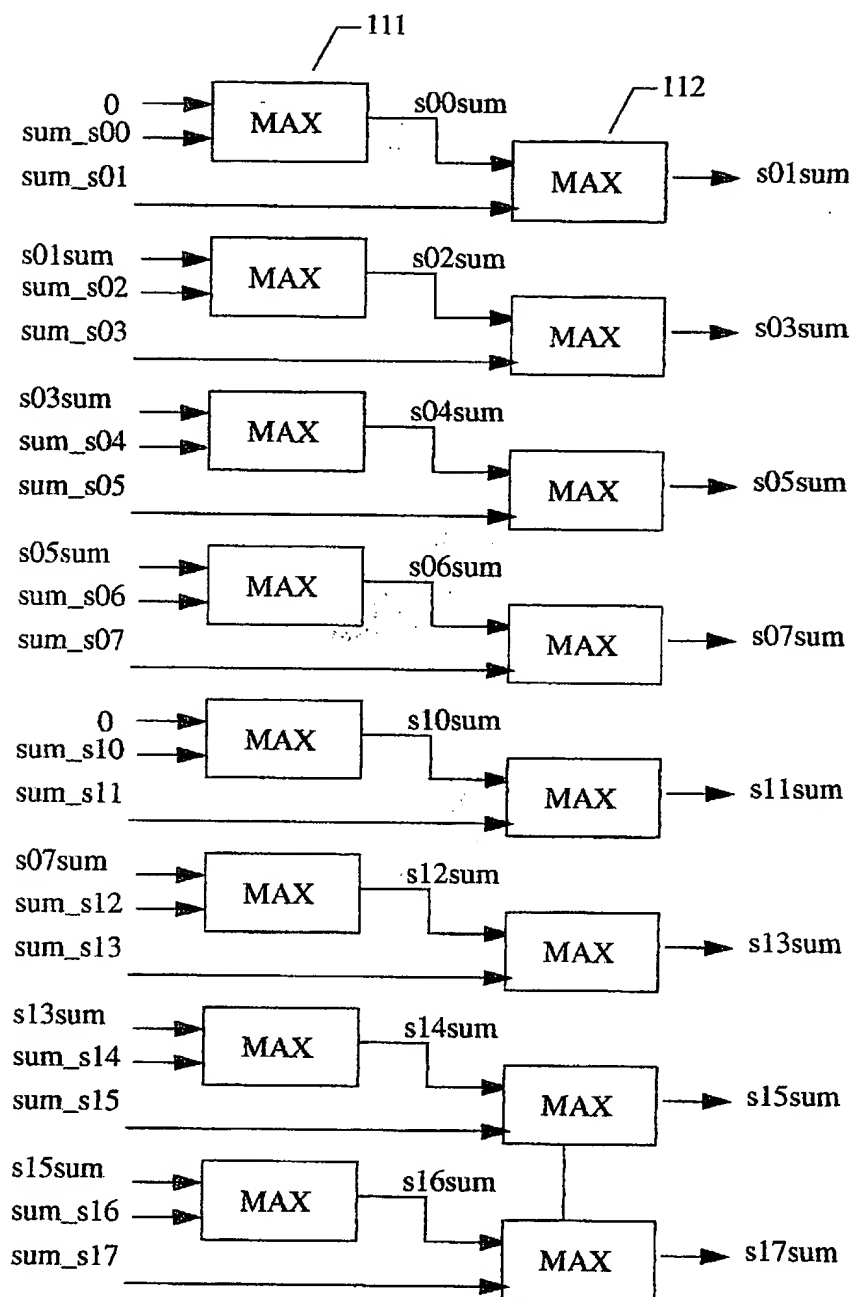 111
0
MAX
s00sum
112
sum_s00
sum_s01
MAX
s01sum
s01sum
MAX
s02sum
sum_s02
sum_s03
MAX
s03sum
s03sum
MAX
s04sum
sum_s04
sum_s05
MAX
s05sum
s05sum
MAX
s06sum
sum_s06
sum_s07
MAX
s07sum
0
MAX
s10sum
sum_s10
sum_s11
MAX
s11sum
s07sum
MAX
s12sum
sum_s12
sum_s13
MAX
s13sum
s13sum
MAX
s14sum
sum_s14
sum_s15
MAX
s15sum
s15sum
MAX
s16sum
sum_s16
sum_s17
MAX
s17sum